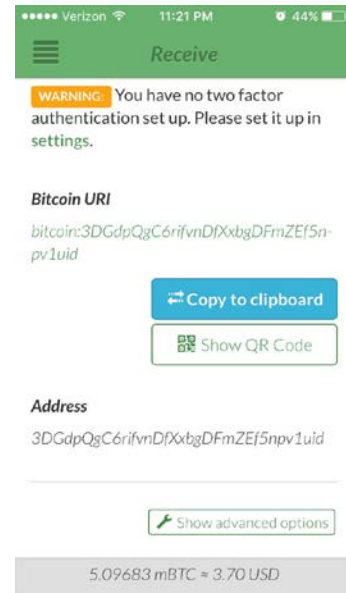 Verizon 11:21 PM 44%
Receive
WARNING: You have no two factor
authentication set up. Please set it up in
settings.
Bitcoin URI
bitcoin:3DGdpQgC6rifvnDfXxbgDFmZEf5n-
pv1uid
Copy to clipboard
Show QR Code
Address
3DGdpQgC6rifvnDfXxbgDFmZEf5npv1uid
Show advanced options
5.09683 mBTC ≈ 3.70 USD